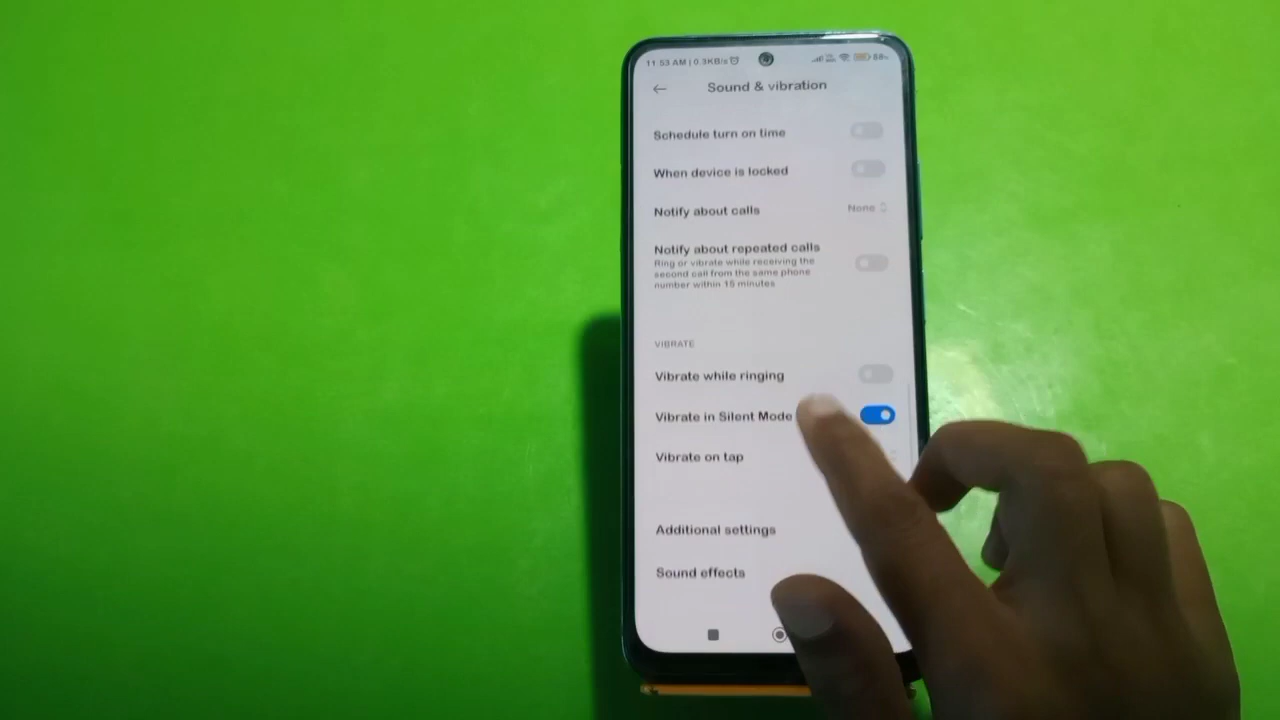 11:53 AM | 0.3KB/s
58%
Sound & vibration
Schedule turn on time
When device is locked
Notify about calls
None
Notify about repeated calls
Ring or vibrate while receiving the
second call from the same phone
number within 15 minutes
VIBRATE
Vibrate while ringing
Vibrate in Silent Mode
Vibrate on tap
Additional settings
Sound effects